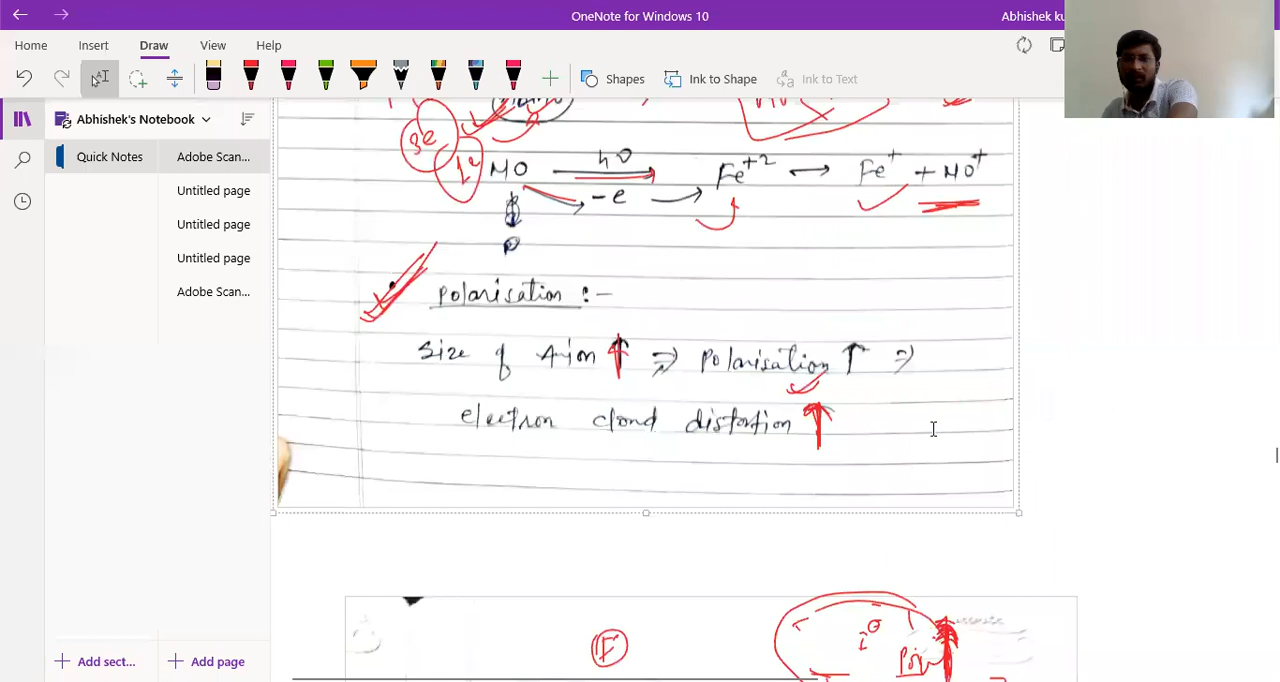 OneNote for Windows 10
Abhishek ku
Home Insert Draw View Help
Shapes Ink to Shape Ink to Text
Abhishek's Notebook
Quick Notes
Adobe Scan...
Untitled page
Untitled page
Untitled page
Adobe Scan...
3e
NO hν Fe+2 Fe+ + NO+
-e
Polarisation :-
Size of Anion ↑ ⇒ Polarisation ↑ ⇒
electron cloud distortion ↑
F
Add sect...
Add page